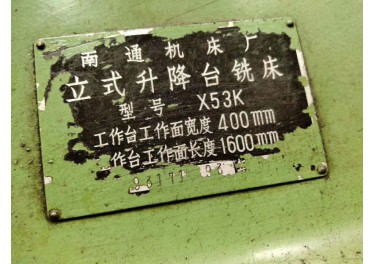 南通机床厂
立式升降台铣床
型号 X53K
工作台工作面宽度 400mm
作台工作面长度 1600mm